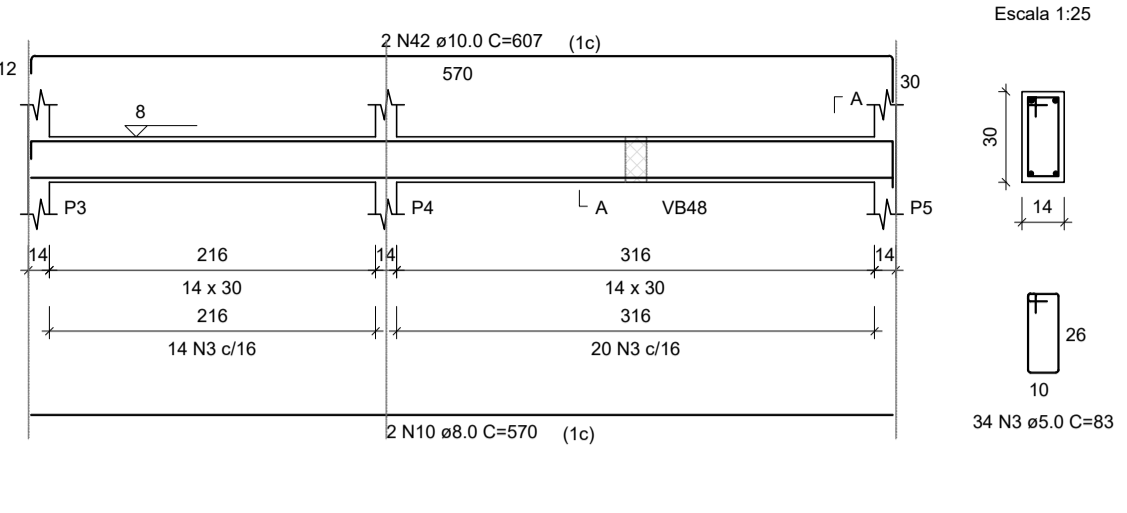 Escala 1:25
2 N42 ø10.0 C=607 (1c)
12
570
30
8
A
30
P3
P4
A
VB48
P5
14
14
216
14
316
14
14 x 30
14 x 30
216
316
14 N3 c/16
20 N3 c/16
26
10
34 N3 ø5.0 C=83
2 N10 ø8.0 C=570 (1c)